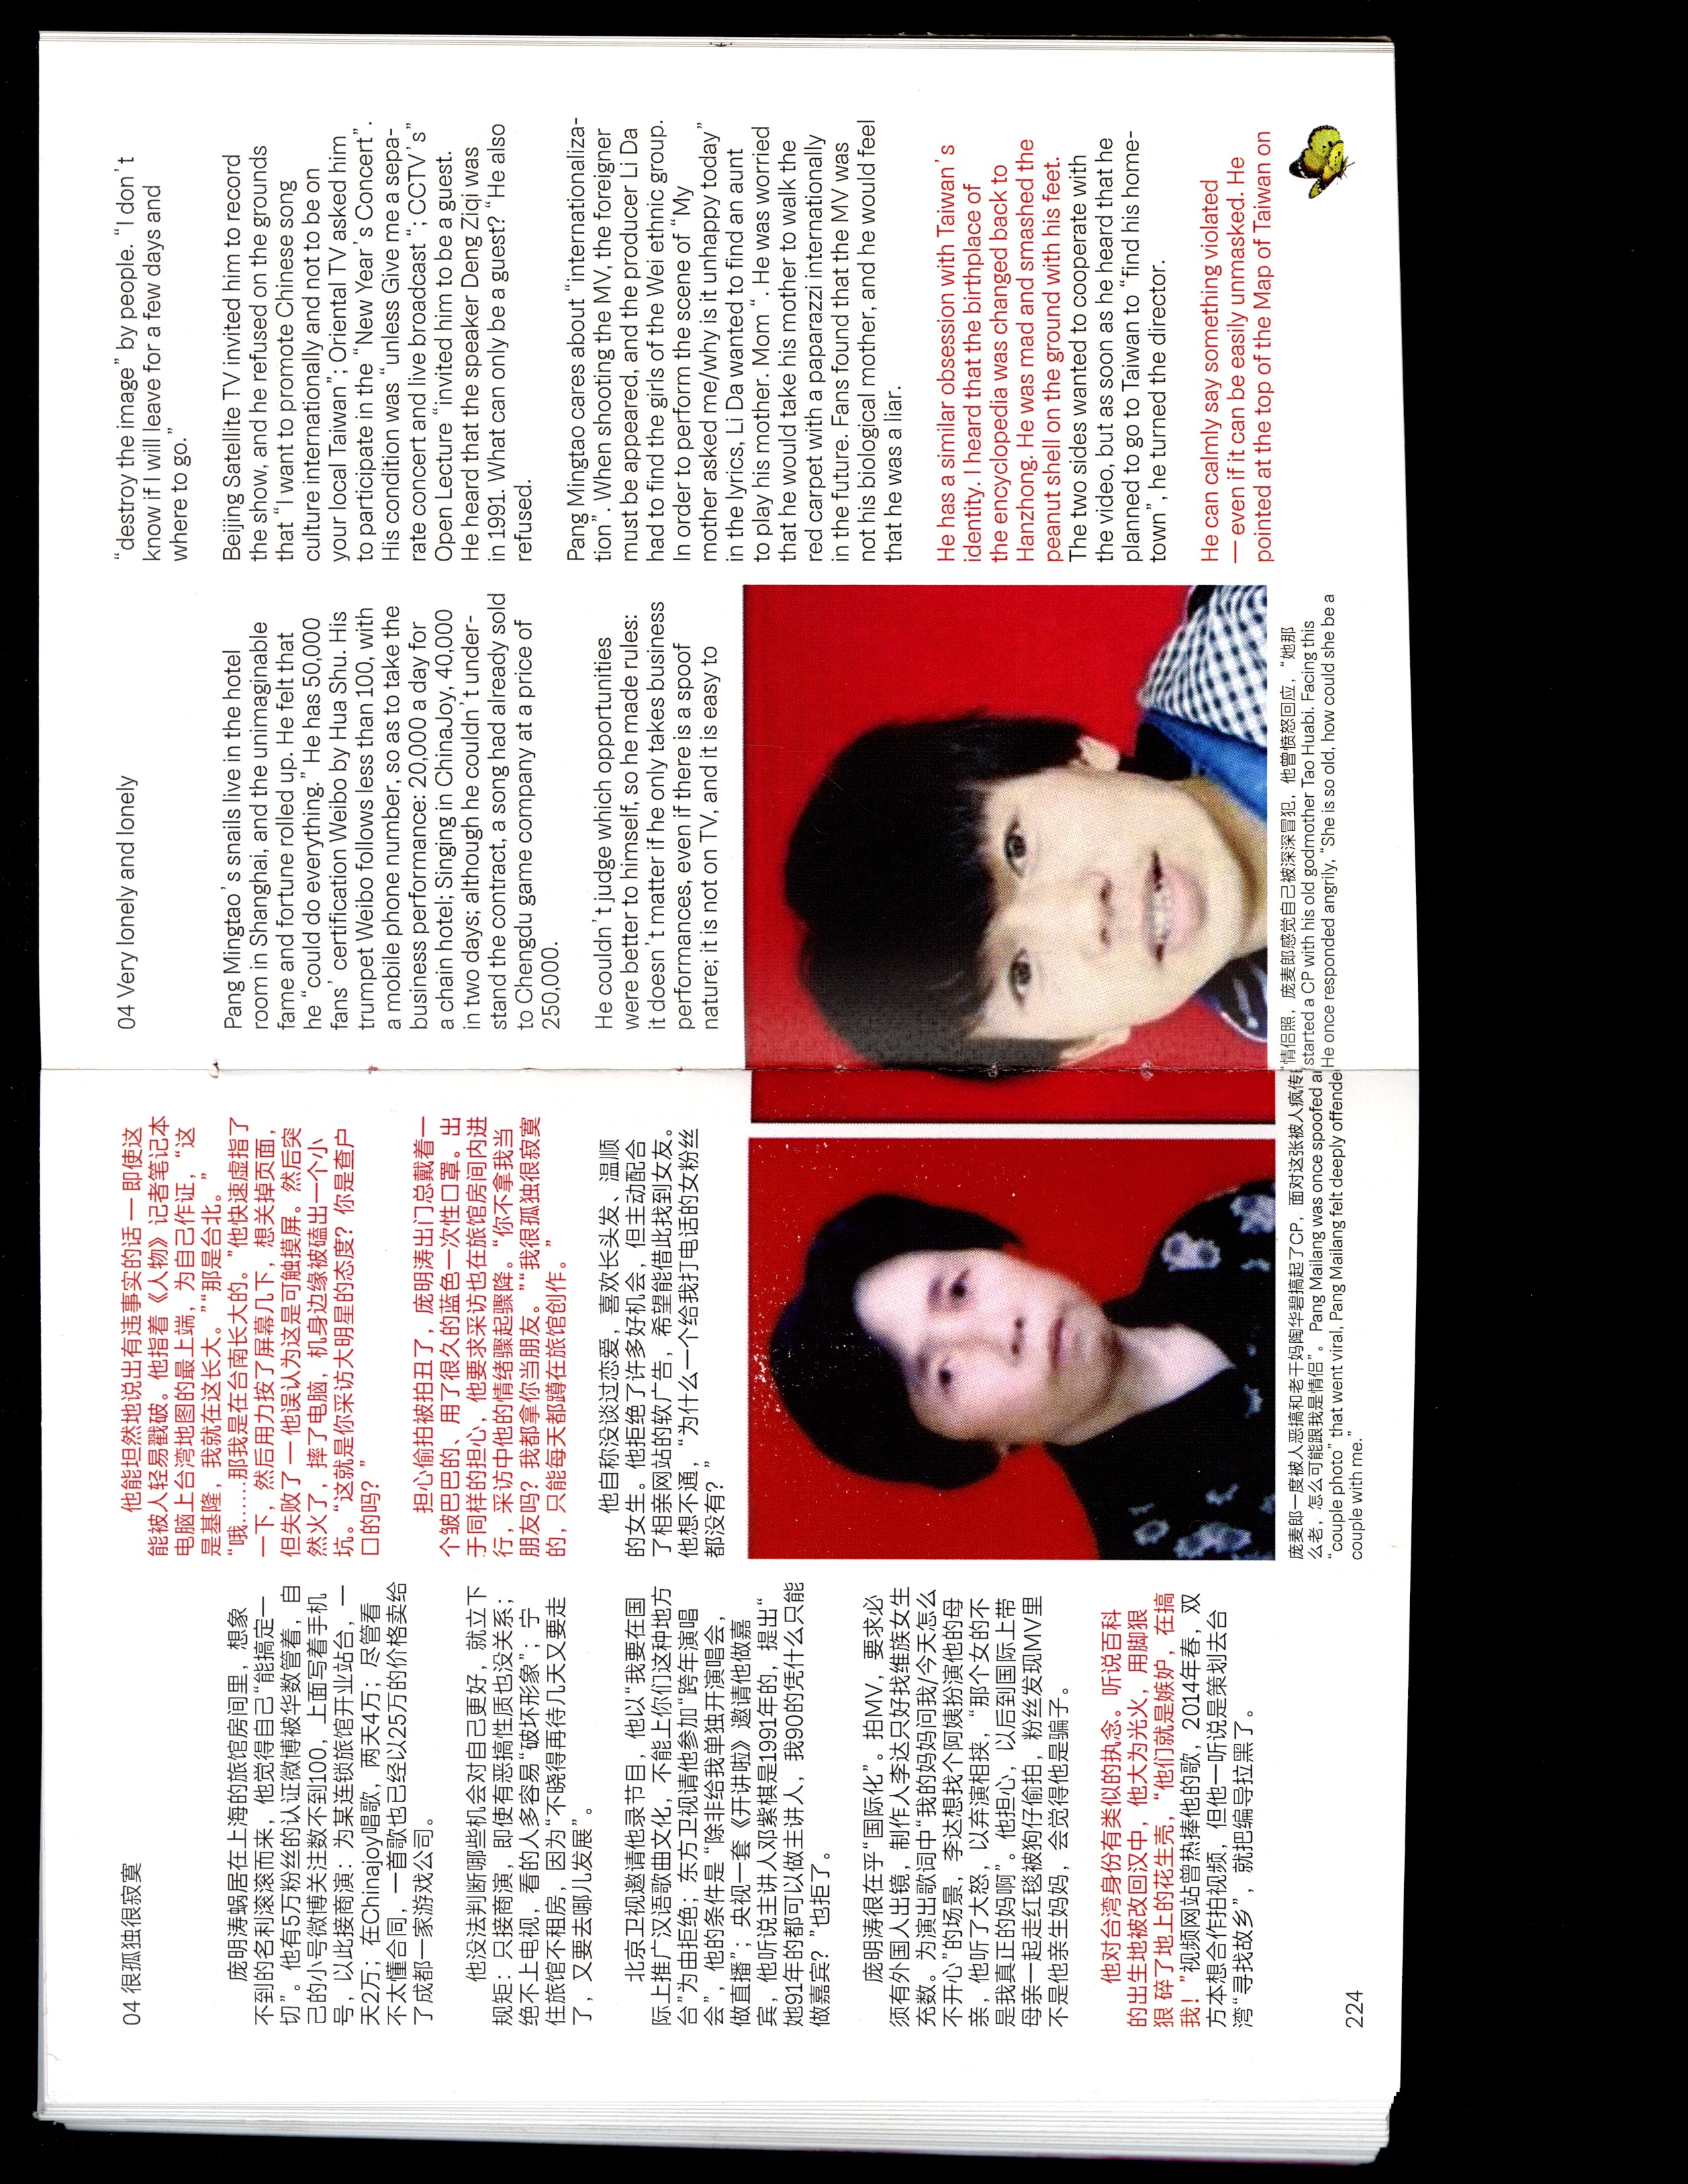 04 很孤独很寂寞
庞明涛蜗居在上海的旅馆房间里，想象
不到的名利滚滚而来，他觉得自己“能搞定一
切”。他有5万粉丝的认证微博被华数管着，自
己的小号微博关注数不到100，上面写着手机
号，以此接商演：为某连锁旅馆开业站台，一
天2万；在Chinajoy唱歌，两天4万；尽管看
不太懂合同，一首歌也已经以25万的价格卖给
了成都一家游戏公司。
他没法判断哪些机会对自己更好，就立下
规矩：只接商演，即使有恶搞性质也没关系；
绝不上电视，看的人多容易“破坏形象”；宁
住旅馆不租房，因为“不晓得再待几天又要走
了，又要去哪儿发展”。
北京卫视邀请他录节目，他以“我要在国
际上推广汉语歌曲文化，不能上你们这种地方
台”为由拒绝；东方卫视请他参加“跨年演唱
会”，他的条件是 “除非给我单独开演唱会，
做直播”；央视一套《开讲啦》邀请他做嘉
宾，他听说主讲人邓紫棋是1991年的，提出“
她91年的都可以做主讲人，我90的凭什么只能
做嘉宾？”也拒了。
庞明涛很在乎“国际化”。拍MV，要求必
须有外国人出镜，制作人李达只好找维族女生
充数。为演出歌词中“我的妈妈问我/今天怎么
不开心”的场景，李达想找个阿姨扮演他的母
亲，他听了大怒，以弃演相挟，“那个女的不
是我真正的妈啊”。他担心，以后到国际上带
母亲一起走红毯被狗仔偷拍，粉丝发现MV里
不是他亲生妈妈，会觉得他是骗子。
他对台湾身份有类似的执念。听说百科
的出生地被改回汉中，他大为光火，用脚狠
狠 碎了地上的花生壳，“他们就是嫉妒，在搞
我！”视频网站曾热捧他的歌，2014年春，双
方本想合作拍视频，但他一听说是策划去台
湾“寻找故乡”，就把编导拉黑了。
224
他能坦然地说出有违事实的话 — 即使这
能被人轻易戳破。他指着《人物》记者笔记本
电脑上台湾地图的最上端，为自己作证，“这
是基隆，我就在这长大。”“那是台北。”
“哦……那我是在台南长大的。”他快速虚指了
一下，然后用力按了屏幕几下，想关掉页面，
但失败了 — 他误认为这是可触摸屏。然后突
然火了，摔了电脑，机身边缘被磕出一个小
坑。“这就是你采访大明星的态度？你是查户
口的吗？”
担心偷拍被拍丑了，庞明涛出门总戴着一
个皱巴巴的、用了很久的蓝色一次性口罩。出
于同样的担心，他要求采访也在旅馆房间内进
行，采访中他的情绪骤起骤降。“你不拿我当
朋友吗？我都拿你当朋友。”“我很孤独很寂寞
的，只能每天都蹲在旅馆创作。”
他自称没谈过恋爱，喜欢长头发、温顺
的女生。他拒绝了许多好机会，但主动配合
了相亲网站的软广告，希望能借此找到女友。
他想不通，“为什么一个给我打电话的女粉丝
都没有？”
庞麦郎一度被人恶搞和老干妈陶华碧搞起了CP，面对这张被人疯传 “情侣照，庞麦郎感觉自己被深深冒犯，他曾愤怒回应，“她那
么老，怎么可能跟我是情侣”。Pang Mailang was once spoofed started a CP with his old godmother Tao Huabi. Facing this
“couple photo” that went viral, Pang Mailang felt deeply offende He once responded angrily, “She is so old, how could she be a
couple with me.”
04 Very lonely and lonely
Pang Mingtao’s snails live in the hotel
room in Shanghai, and the unimaginable
fame and fortune rolled up. He felt that
he “could do everything.” He has 50,000
fans’ certification Weibo by Hua Shu. His
trumpet Weibo follows less than 100, with
a mobile phone number, so as to take the
business performance: 20,000 a day for
a chain hotel; Singing in ChinaJoy, 40,000
in two days; although he couldn’t under-
stand the contract, a song had already sold
to Chengdu game company at a price of
250,000.
He couldn’t judge which opportunities
were better to himself, so he made rules:
it doesn’t matter if he only takes business
performances, even if there is a spoof
nature; it is not on TV, and it is easy to
“destroy the image” by people. “I don’t
know if I will leave for a few days and
where to go.”
Beijing Satellite TV invited him to record
the show, and he refused on the grounds
that “I want to promote Chinese song
culture internationally and not to be on
your local Taiwan”; Oriental TV asked him
to participate in the “New Year’s Concert”.
His condition was “unless Give me a sepa-
rate concert and live broadcast “; CCTV’s”
Open Lecture “invited him to be a guest.
He heard that the speaker Deng Ziqi was
in 1991. What can only be a guest? “He also
refused.
Pang Mingtao cares about “internationaliza-
tion”. When shooting the MV, the foreigner
must be appeared, and the producer Li Da
had to find the girls of the Wei ethnic group.
In order to perform the scene of “My
mother asked me/why is it unhappy today”
in the lyrics, Li Da wanted to find an aunt
to play his mother. Mom “. He was worried
that he would take his mother to walk the
red carpet with a paparazzi internationally
in the future. Fans found that the MV was
not his biological mother, and he would feel
that he was a liar.
He has a similar obsession with Taiwan’s
identity. I heard that the birthplace of
the encyclopedia was changed back to
Hanzhong. He was mad and smashed the
peanut shell on the ground with his feet.
The two sides wanted to cooperate with
the video, but as soon as he heard that he
planned to go to Taiwan to “find his home-
town”, he turned the director.
He can calmly say something violated
— even if it can be easily unmasked. He
pointed at the top of the Map of Taiwan on